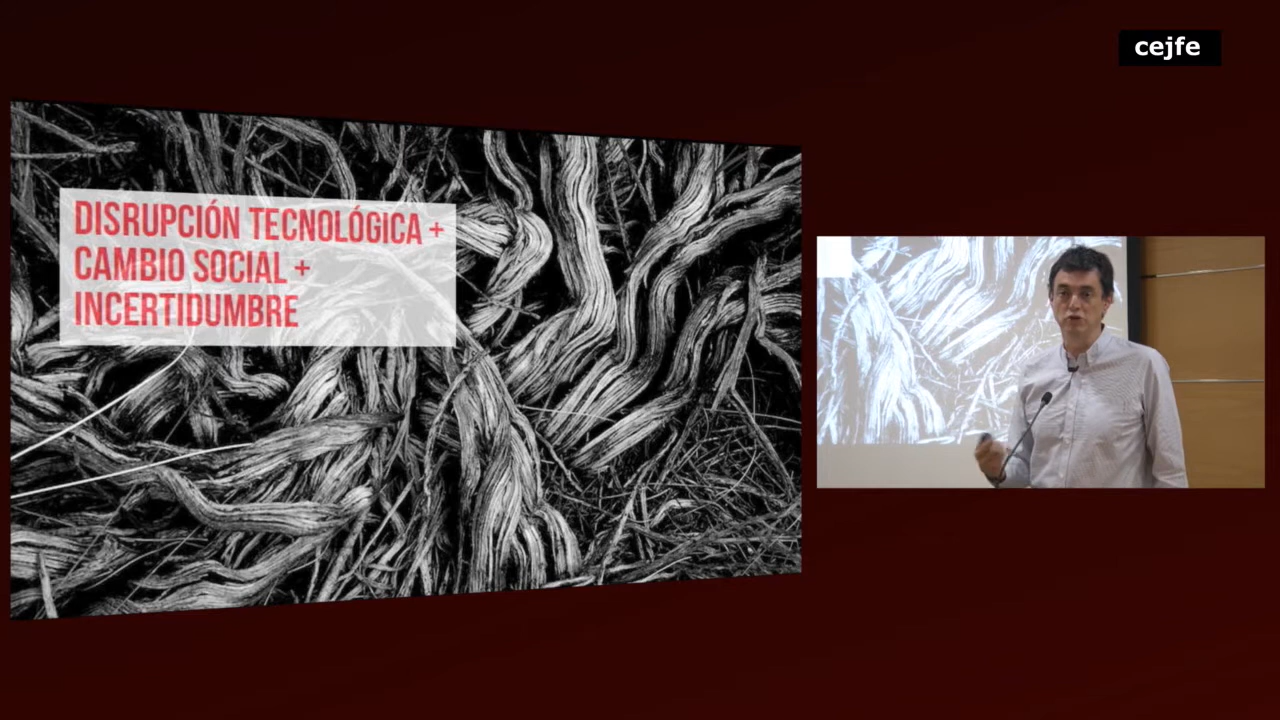 cejfe
DISRUPCIÓN TECNOLÓGICA +
CAMBIO SOCIAL +
INCERTIDUMBRE